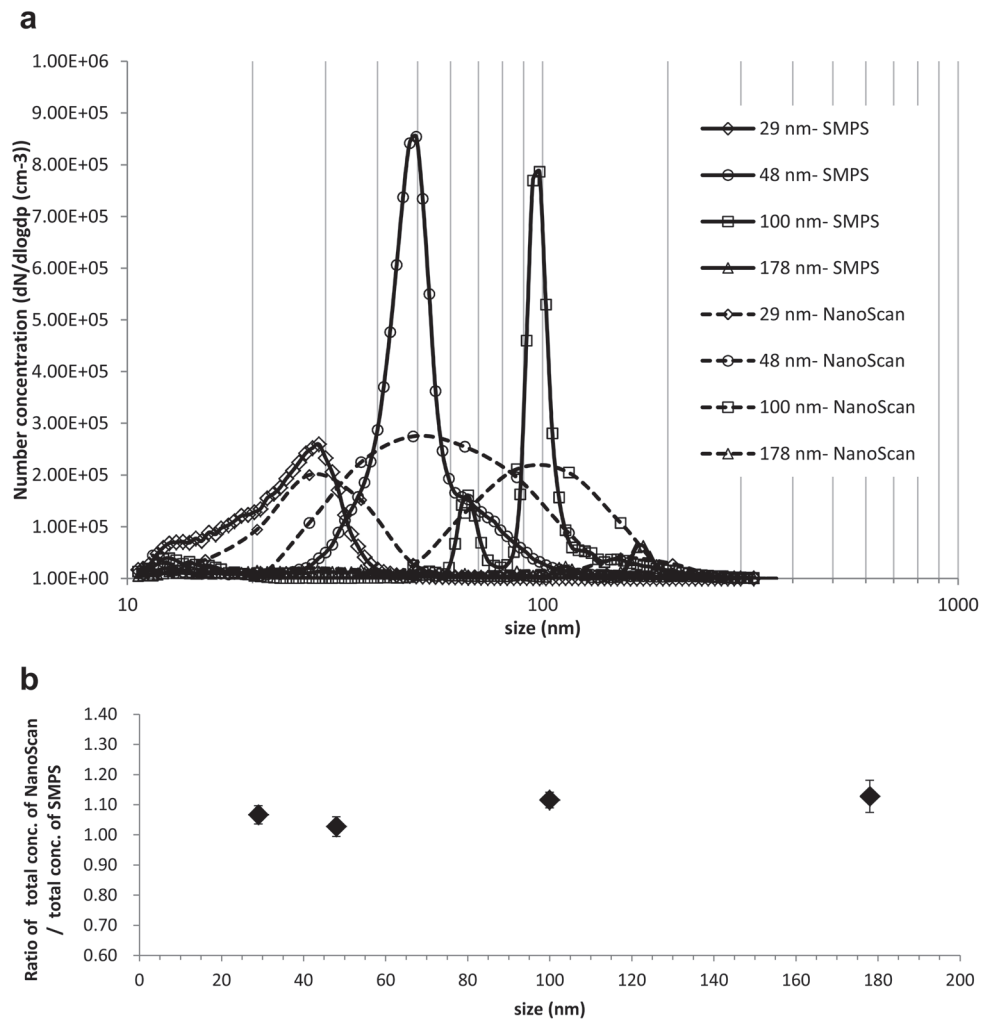 a
Number concentration (dN/dlogdp (cm-3))
1.00E+06
9.00E+05
8.00E+05
7.00E+05
6.00E+05
5.00E+05
4.00E+05
3.00E+05
2.00E+05
1.00E+05
1.00E+00
10
100
1000
size (nm)
29 nm- SMPS
48 nm- SMPS
100 nm- SMPS
178 nm- SMPS
29 nm- NanoScan
48 nm- NanoScan
100 nm- NanoScan
178 nm- NanoScan
b
Ratio of total conc. of NanoScan
/ total conc. of SMPS
1.40
1.30
1.20
1.10
1.00
0.90
0.80
0.70
0.60
0
20
40
60
80
100
120
140
160
180
200
size (nm)